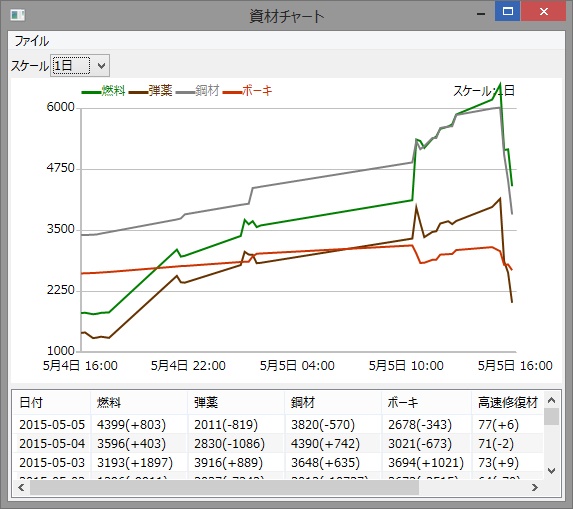 資材チャート
ファイル
スケール 1日
燃料 弾薬 鋼材 ボーキ スケール:1日
6000
4750
3500
2250
1000
5月4日 16:00 5月4日 22:00 5月5日 04:00 5月5日 10:00 5月5日 16:00
日付 燃料 弾薬 鋼材 ボーキ 高速修復材
2015-05-05 4399(+803) 2011(-819) 3820(-570) 2678(-343) 77(+6)
2015-05-04 3596(+403) 2830(-1086) 4390(+742) 3021(-673) 71(-2)
2015-05-03 3193(+1897) 3916(+889) 3648(+635) 3694(+1021) 73(+9)